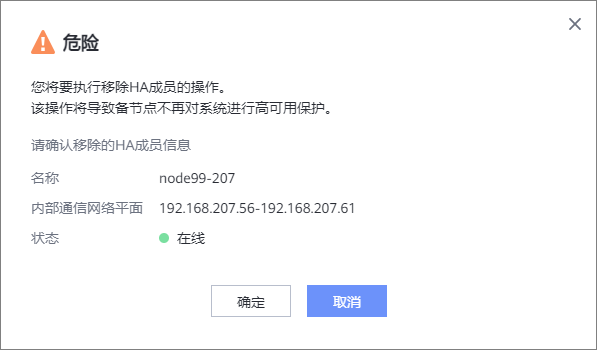 危险
您将要执行移除HA成员的操作。
该操作将导致备节点不再对系统进行高可用保护。
请确认移除的HA成员信息
名称 node99-207
内部通信网络平面 192.168.207.56-192.168.207.61
状态 在线
确定 取消